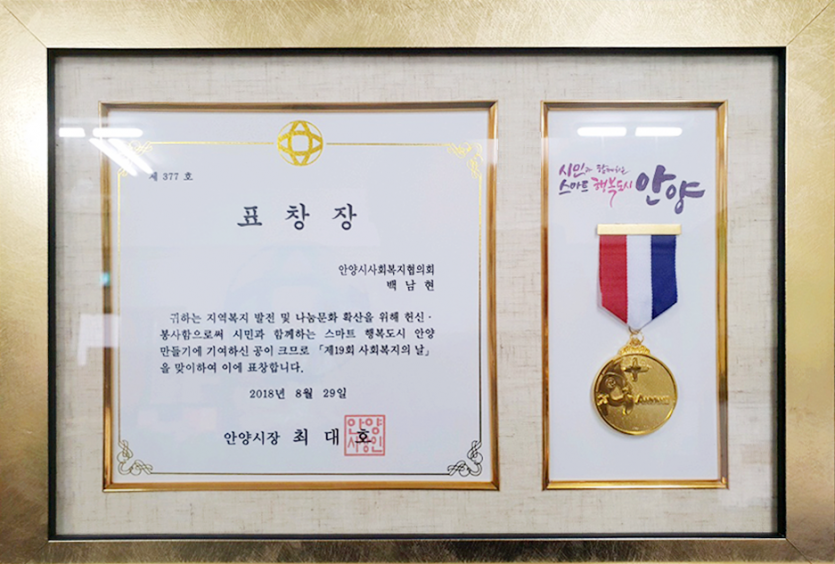 제 377 호
표 창 장
안양시사회복지협의회
백 남 현
귀하는 지역복지 발전 및 나눔문화 확산을 위해 헌신·
봉사함으로써 시민과 함께하는 스마트 행복도시 안양
만들기에 기여하신 공이 크므로 「제19회 사회복지의 날」
을 맞이하여 이에 표창합니다.
2018년 8월 29일
안양시장 최 대 호
안양
시장인
시민과 함께하는
스마트 행복도시 안양